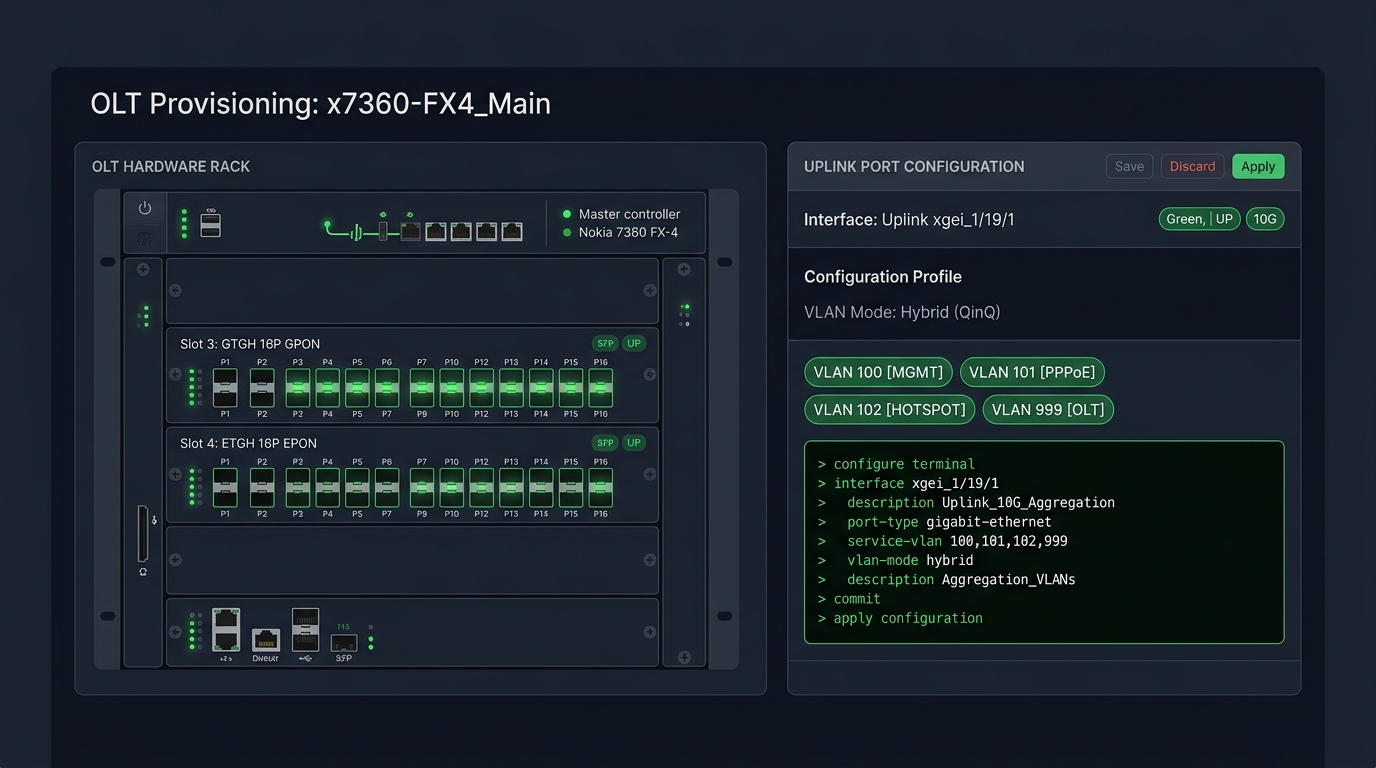 OLT Provisioning: x7360-FX4_Main
OLT HARDWARE RACK
Master controller
Nokia 7380 FX-4
Slot 3: GTGH 16P GPON
UP
P1 P2 P3 P4 P5 P6 P7 P10 P12 P13 P14 P15 P16
P1 P2 P3 P4 P5 P7 P9 P10 P12 P13 P14 P15 P16
Slot 4: ETGH 16P EPON
SFP UP
P1 P2 P2 P4 P5 P6 P7 P10 P12 P13 P14 P15 P16
P1 P2 P3 P4 P5 P7 P9 P10 P12 P13 P15 P16
SFP
UPLINK PORT CONFIGURATION
Save
Discard
Apply
Interface: Uplink xgei_1/19/1
Green, | UP
10G
Configuration Profile
VLAN Mode: Hybrid (QinQ)
VLAN 100 [MGMT] VLAN 101 [PPPoE]
VLAN 102 [HOTSPOT] VLAN 999 [OLT]
> configure terminal
> interface xgei_1/19/1
> description Uplink_10G_Aggregation
> port-type gigabit-ethernet
> service-vlan 100,101,102,999
> vlan-mode hybrid
> description Aggregation_VLANs
> commit
> apply configuration